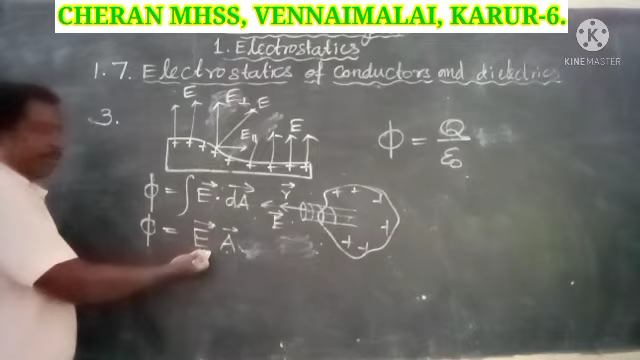 CHERAN MHSS, VENNAIMALAI, KARUR-6.
K
KINEMASTER
1. Electrostatics
1.7. Electrostatics of conductors and dielectrics
3.
E E⊥ E
E∥ E
ϕ = Q/ε₀
ϕ = ∫ E⃗ · dA⃗
E⃗
ϕ = E⃗ A⃗